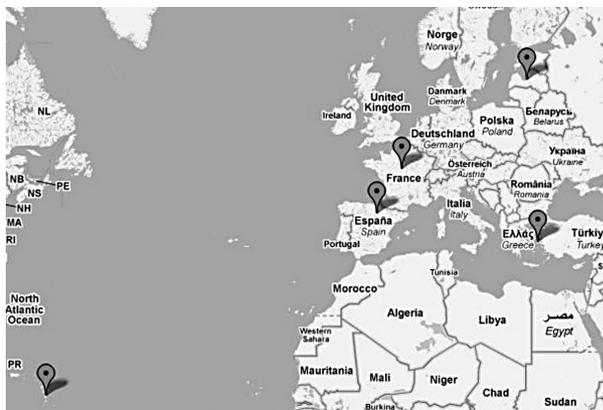 Sweden
Norge
Norway
NL
United
Kingdom
Danmark
Denmark
Ireland
Polska
Poland
Беларусь
Belarus
Deutschland
Germany
Україна
Ukraine
Österreich
Austria
France
România
Romania
NB
PE
NS
NH
MA
RI
España
Spain
Portugal
Italia
Italy
Ελλάς
Greece
Türkiy
Turkey
Tunisia
Morocco
Algeria
Libya
مصر
Egypt
Western
Sahara
North
Atlantic
Ocean
PR
Mauritania
Mali
Niger
Chad
Sudan
Burkina